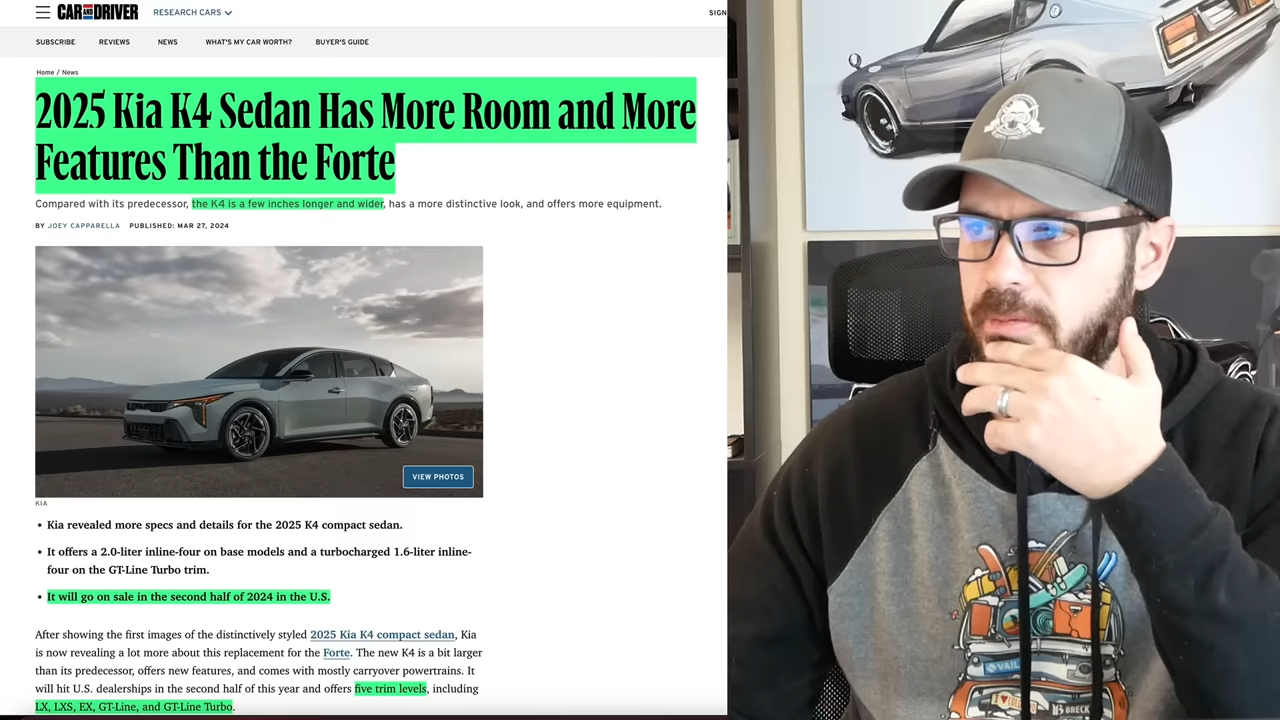 CAR AND DRIVER RESEARCH CARS SIGN
SUBSCRIBE REVIEWS NEWS WHAT'S MY CAR WORTH? BUYER'S GUIDE
Home / News
2025 Kia K4 Sedan Has More Room and More
Features Than the Forte
Compared with its predecessor, the K4 is a few inches longer and wider, has a more distinctive look, and offers more equipment.
BY JOEY CAPPARELLA PUBLISHED: MAR 27, 2024
VIEW PHOTOS
KIA
• Kia revealed more specs and details for the 2025 K4 compact sedan.
• It offers a 2.0-liter inline-four on base models and a turbocharged 1.6-liter inline-
four on the GT-Line Turbo trim.
• It will go on sale in the second half of 2024 in the U.S.
After showing the first images of the distinctively styled 2025 Kia K4 compact sedan, Kia
is now revealing a lot more about this replacement for the
Forte. The new K4 is a bit larger
than its predecessor, offers new features, and comes with mostly carryover powertrains. It
will hit U.S. dealerships in the second half of this year and offers five trim levels, including
LX, LXS, EX, GT-Line, and GT-Line Turbo.
VAIL
BRECK